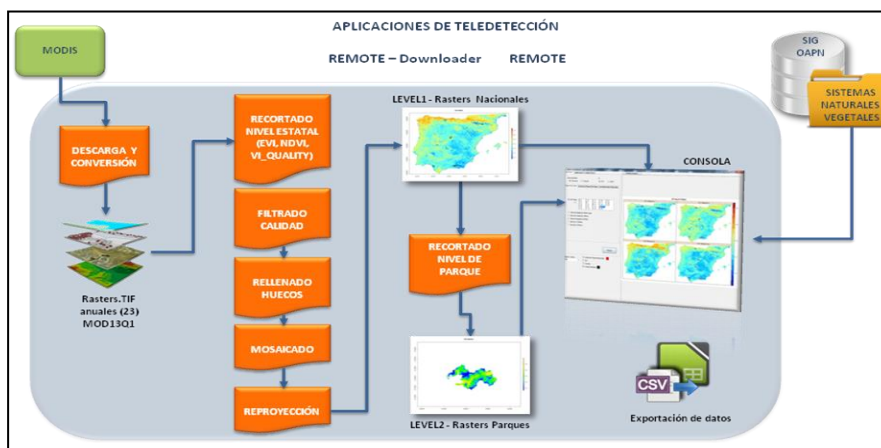 APLICACIONES DE TELEDETECCIÓN
REMOTE – Downloader REMOTE
MODIS
SIG
OAPN
SISTEMAS
NATURALES
VEGETALES
DESCARGA Y
CONVERSIÓN
Rasters.TIF
anuales (23)
MOD13Q1
RECORTADO
NIVEL ESTATAL
(EVI, NDVI,
VI_QUALITY)
FILTRADO
CALIDAD
RELLENADO
HUECOS
MOSAICADO
REPROYECCIÓN
LEVEL1 - Rasters Nacionales
RECORTADO
NIVEL DE
PARQUE
LEVEL2 - Rasters Parques
CONSOLA
CSV
Exportación de datos